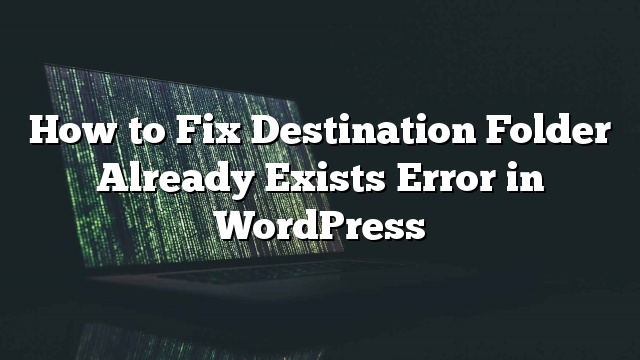 How to Fix Destination Folder
Already Exists Error in
WordPress